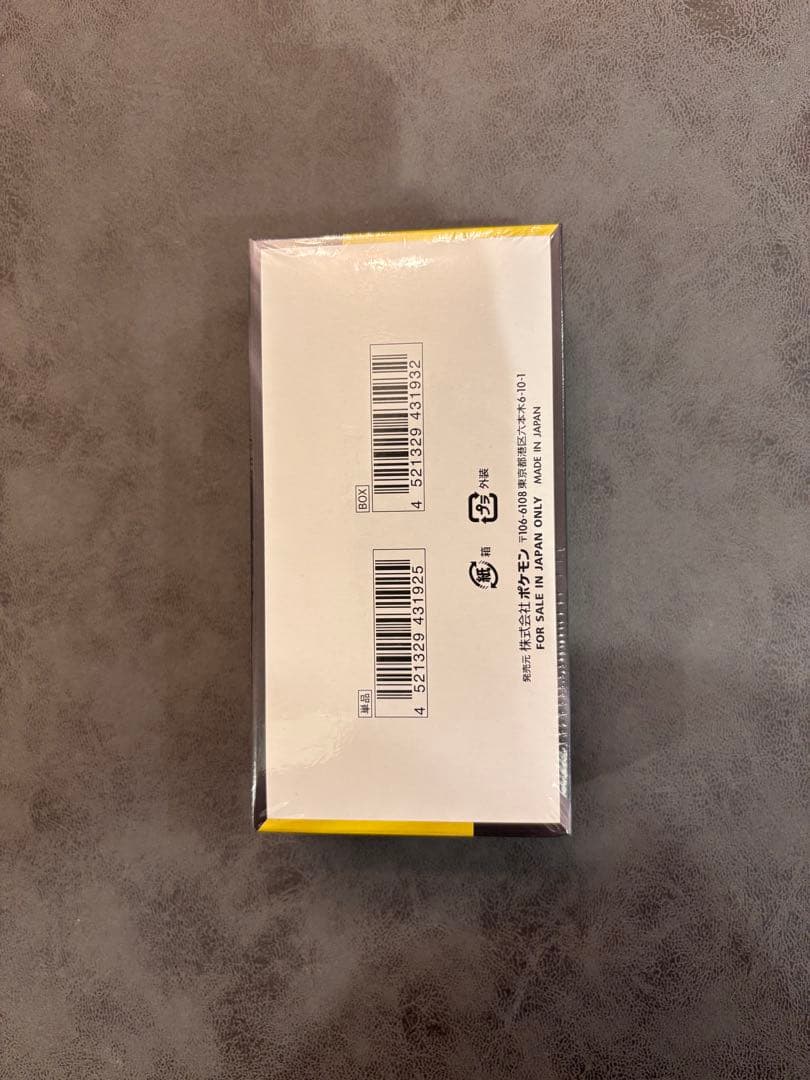 単品
4 521329 431925
BOX
4 521329 431932
紙 箱
プラ 外装
発売元 株式会社ポケモン 〒106-6108 東京都港区六本木6-10-1
FOR SALE IN JAPAN ONLY MADE IN JAPAN